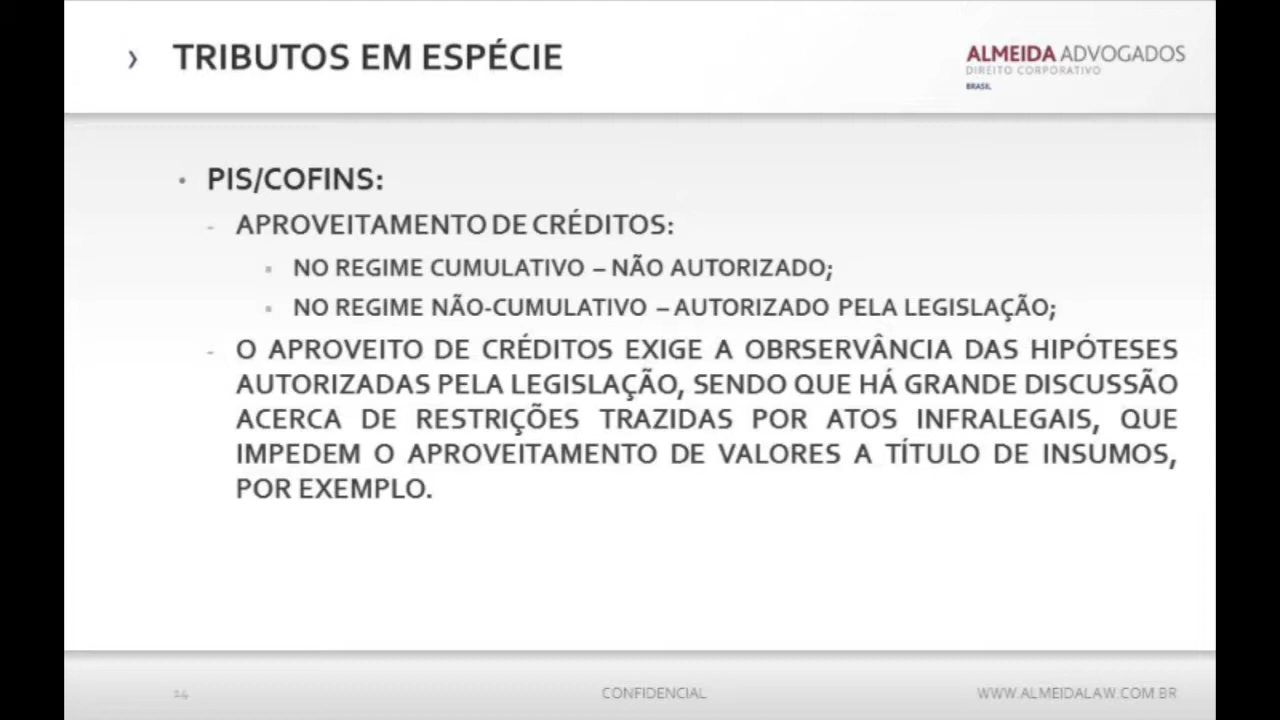 › TRIBUTOS EM ESPÉCIE
ALMEIDA ADVOGADOS
DIREITO CORPORATIVO
BRASIL
• PIS/COFINS:
- APROVEITAMENTO DE CRÉDITOS:
▪ NO REGIME CUMULATIVO – NÃO AUTORIZADO;
▪ NO REGIME NÃO-CUMULATIVO – AUTORIZADO PELA LEGISLAÇÃO;
- O APROVEITO DE CRÉDITOS EXIGE A OBRSERVÂNCIA DAS HIPÓTESES
AUTORIZADAS PELA LEGISLAÇÃO, SENDO QUE HÁ GRANDE DISCUSSÃO
ACERCA DE RESTRIÇÕES TRAZIDAS POR ATOS INFRALEGAIS, QUE
IMPEDEM O APROVEITAMENTO DE VALORES A TÍTULO DE INSUMOS,
POR EXEMPLO.
14
CONFIDENCIAL
WWW.ALMEIDALAW.COM.BR